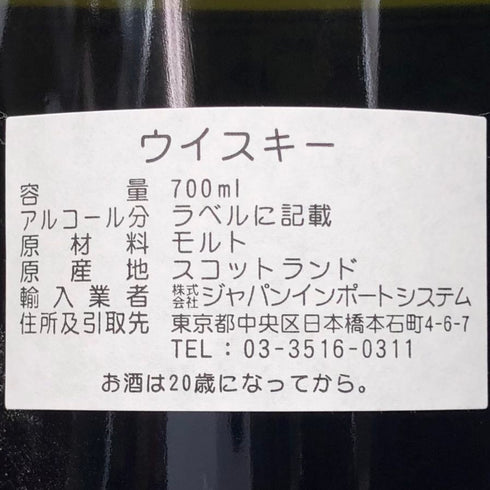 ウイスキー
容量 700ml
アルコール分 ラベルに記載
原材料 モルト
原産地 スコットランド
輸入業者 株式会社ジャパンインポートシステム
住所及引取先 東京都中央区日本橋本石町4-6-7
TEL：03-3516-0311
お酒は20歳になってから。